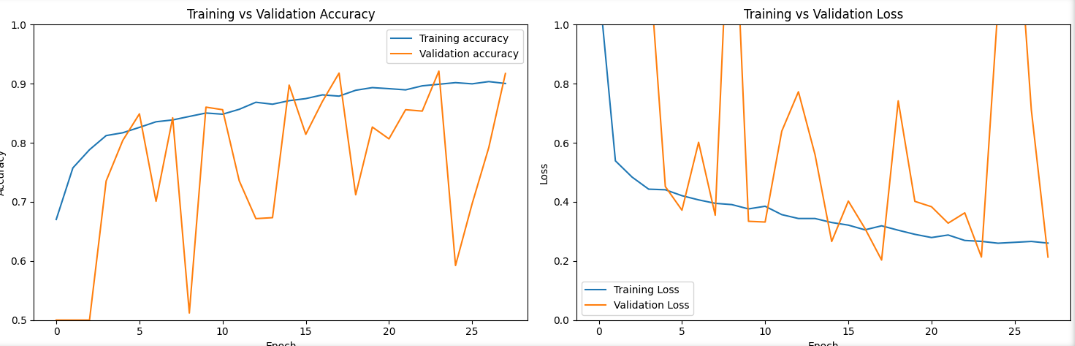 Training vs Validation Accuracy
1.0
0.9
0.8
0.7
0.6
0.5
Accuracy
Training accuracy
Validation accuracy
0 5 10 15 20 25
Epoch
Training vs Validation Loss
1.0
0.8
0.6
0.4
0.2
0.0
Loss
Training Loss
Validation Loss
0 5 10 15 20 25
Epoch